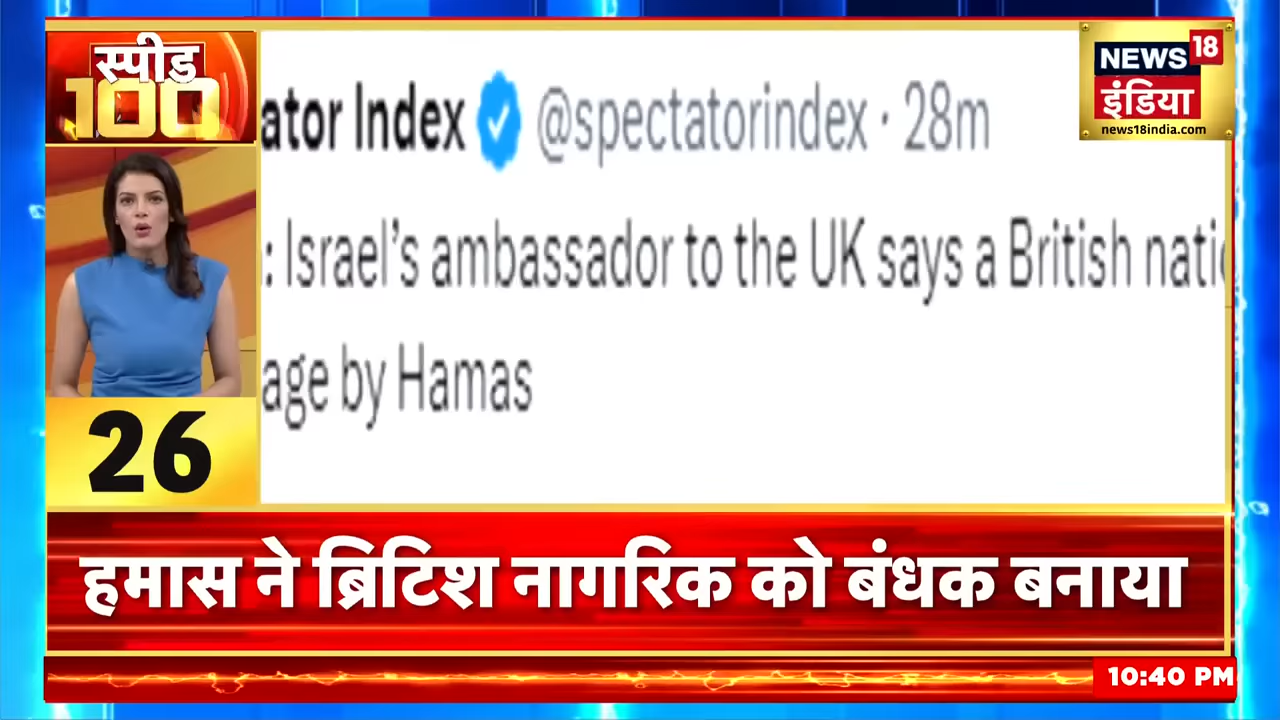 स्पीड
100
ator Index @spectatorindex · 28m
: Israel's ambassador to the UK says a British
age by Hamas
NEWS 18
इंडिया
news18india.com
26
हमास ने ब्रिटिश नागरिक को बंधक बनाया
10:40 PM